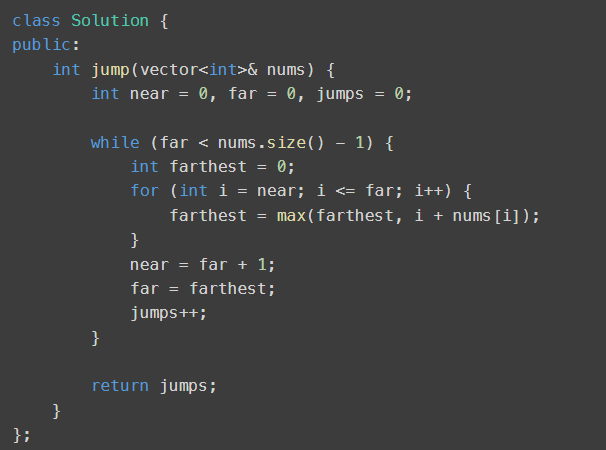 class Solution {
public:
    int jump(vector<int>& nums) {
        int near = 0, far = 0, jumps = 0;

        while (far < nums.size() - 1) {
            int farthest = 0;
            for (int i = near; i <= far; i++) {
                farthest = max(farthest, i + nums[i]);
            }
            near = far + 1;
            far = farthest;
            jumps++;
        }

        return jumps;
    }
};